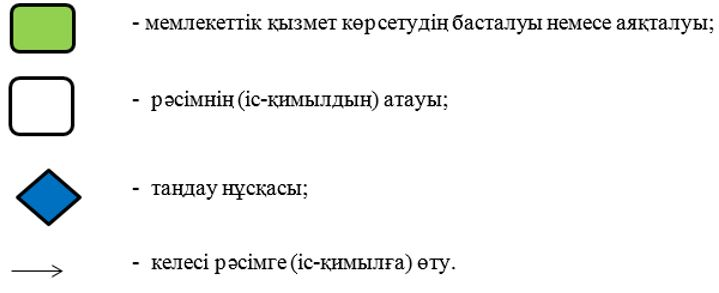 - мемлекеттік қызмет көрсетудің басталуы немесе аяқталуы;
- рәсімнің (іс-қимылдың) атауы;
- таңдау нұсқасы;
- келесі рәсімге (іс-қимылға) өту.